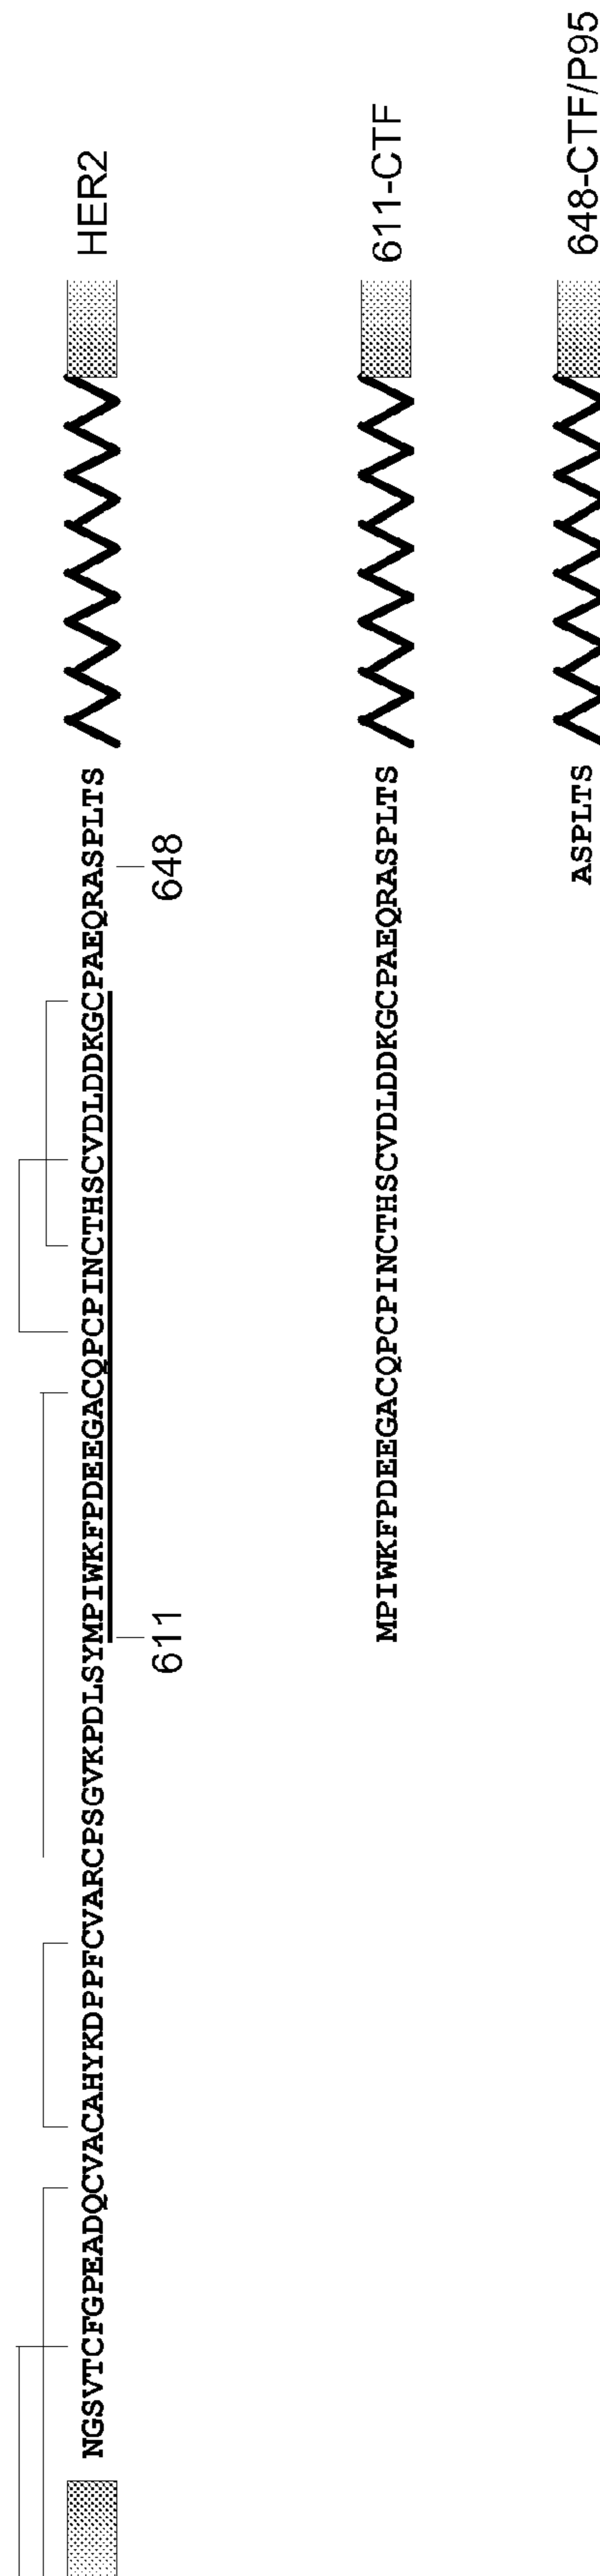 NGSVTCFGPEADQCVACAHYKDPPFCVARCPSGVKPDLSYMPIWKFPDEEGACQPCPINCTHSCVDLDDKGCPAEQRASPLTS HER2
611 648
MPIWKFPDEEGACQPCPINCTHSCVDLDDKGCPAEQRASPLTS 611-CTF
ASPLTS 648-CTF/P95